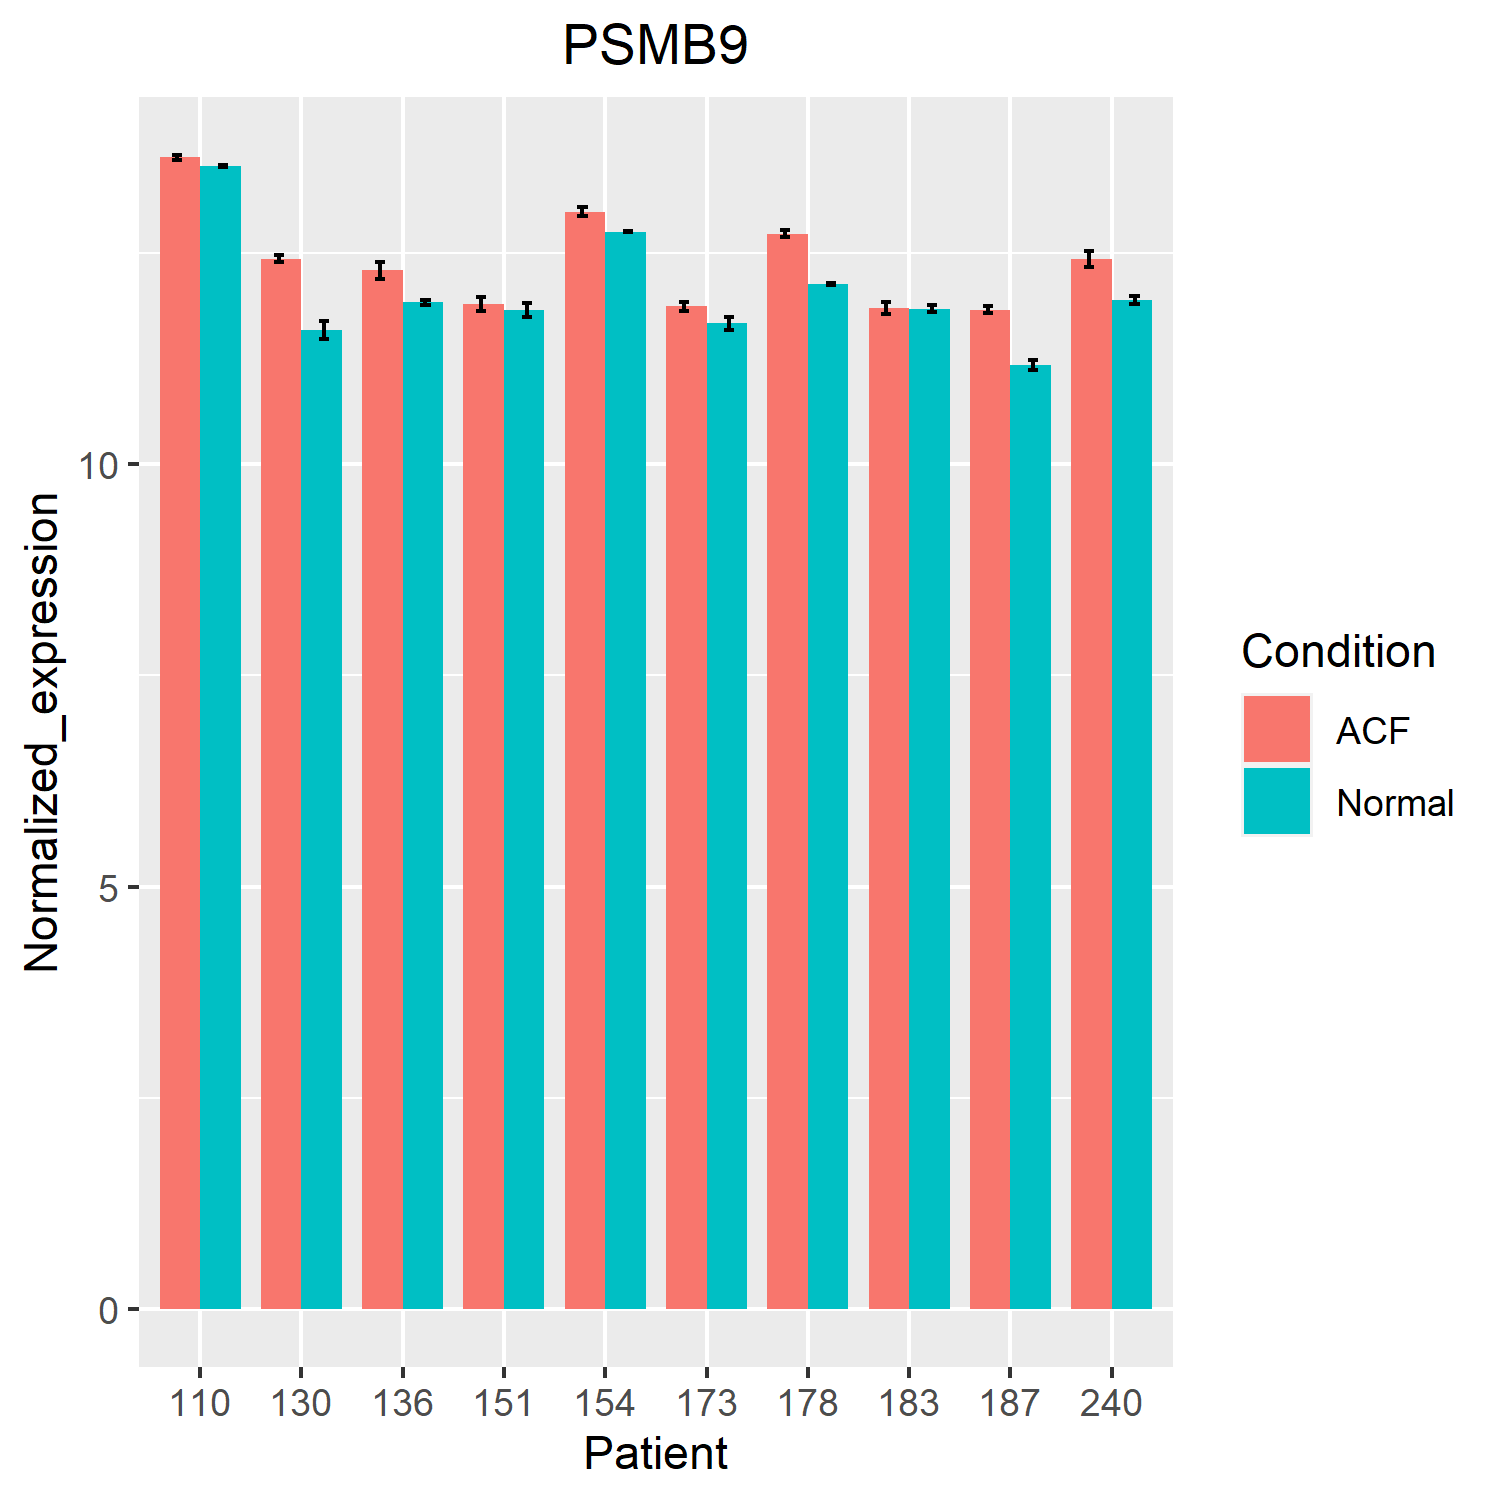 PSMB9
Normalized_expression
10
5
0
110 130 136 151 154 173 178 183 187 240
Patient
Condition
ACF
Normal